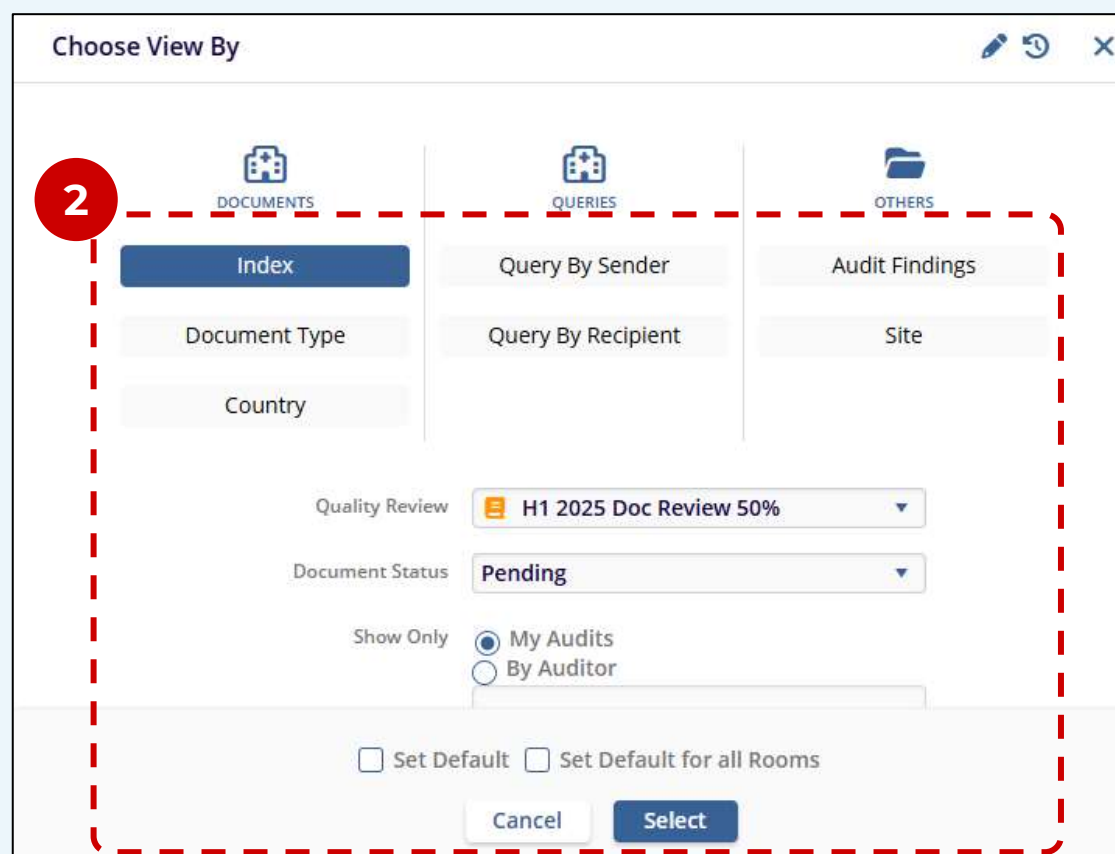 Choose View By
2
DOCUMENTS QUERIES OTHERS
Index Query By Sender Audit Findings
Document Type Query By Recipient Site
Country
Quality Review H1 2025 Doc Review 50%
Document Status Pending
Show Only My Audits
By Auditor
Set Default Set Default for all Rooms
Cancel Select